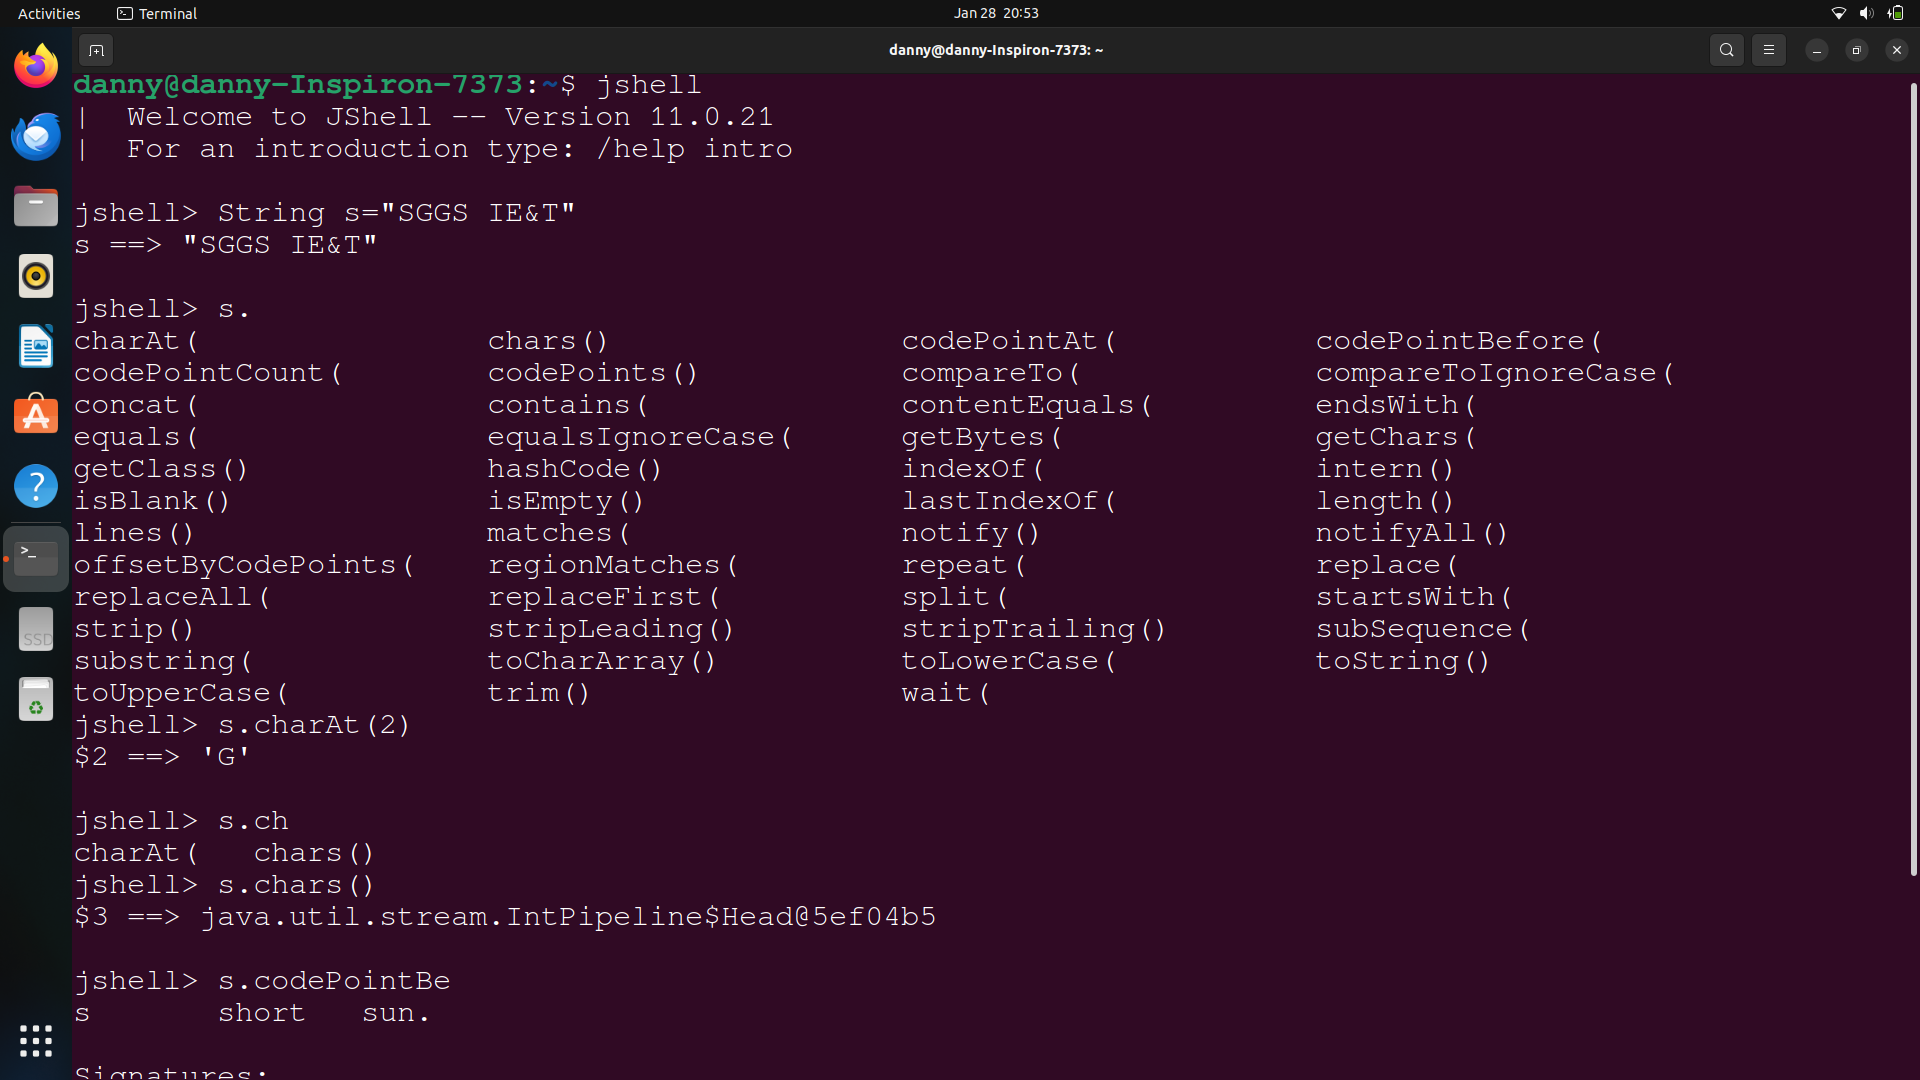 Activities Terminal Jan 28 20:53
danny@danny-Inspiron-7373: ~
danny@danny-Inspiron-7373:~$ jshell
| Welcome to JShell -- Version 11.0.21
| For an introduction type: /help intro
jshell> String s="SGGS IE&T"
s ==> "SGGS IE&T"
jshell> s.
charAt( chars() codePointAt( codePointBefore(
codePointCount( codePoints() compareTo( compareToIgnoreCase(
concat( contains( contentEquals( endsWith(
equals( equalsIgnoreCase( getBytes( getChars(
getClass() hashCode() indexOf( intern()
isBlank() isEmpty() lastIndexOf( length()
lines() matches( notify() notifyAll()
offsetByCodePoints( regionMatches( repeat( replace(
replaceAll( replaceFirst( split( startsWith(
strip() stripLeading() stripTrailing() subSequence(
substring( toCharArray() toLowerCase( toString()
toUpperCase( trim() wait(
jshell> s.charAt(2)
$2 ==> 'G'
jshell> s.ch
charAt( chars()
jshell> s.chars()
$3 ==> java.util.stream.IntPipeline$Head@5ef04b5
jshell> s.codePointBe
s short sun.
Signatures:
>_
SSD